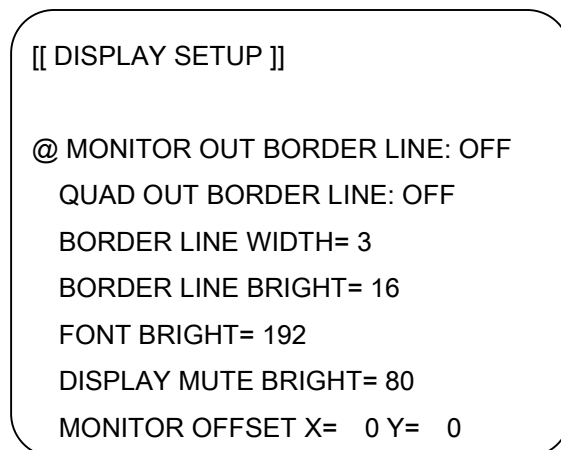 [[ DISPLAY SETUP ]]
@ MONITOR OUT BORDER LINE: OFF
QUAD OUT BORDER LINE: OFF
BORDER LINE WIDTH= 3
BORDER LINE BRIGHT= 16
FONT BRIGHT= 192
DISPLAY MUTE BRIGHT= 80
MONITOR OFFSET X=   0 Y=   0